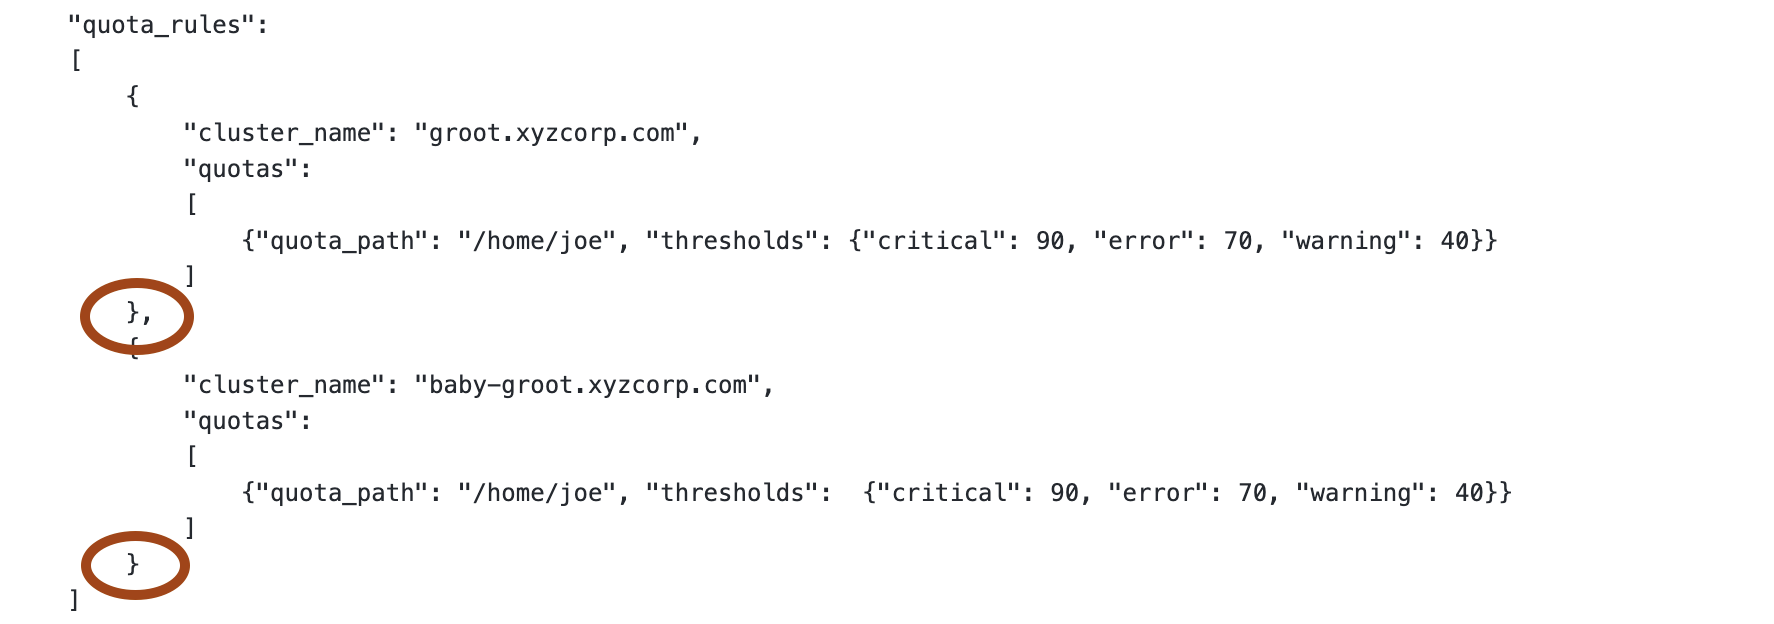 "quota_rules":
[
{
"cluster_name": "groot.xyzcorp.com",
"quotas":
[
{"quota_path": "/home/joe", "thresholds": {"critical": 90, "error": 70, "warning": 40}}
]
},
{
"cluster_name": "baby-groot.xyzcorp.com",
"quotas":
[
{"quota_path": "/home/joe", "thresholds":  {"critical": 90, "error": 70, "warning": 40}}
]
}
]